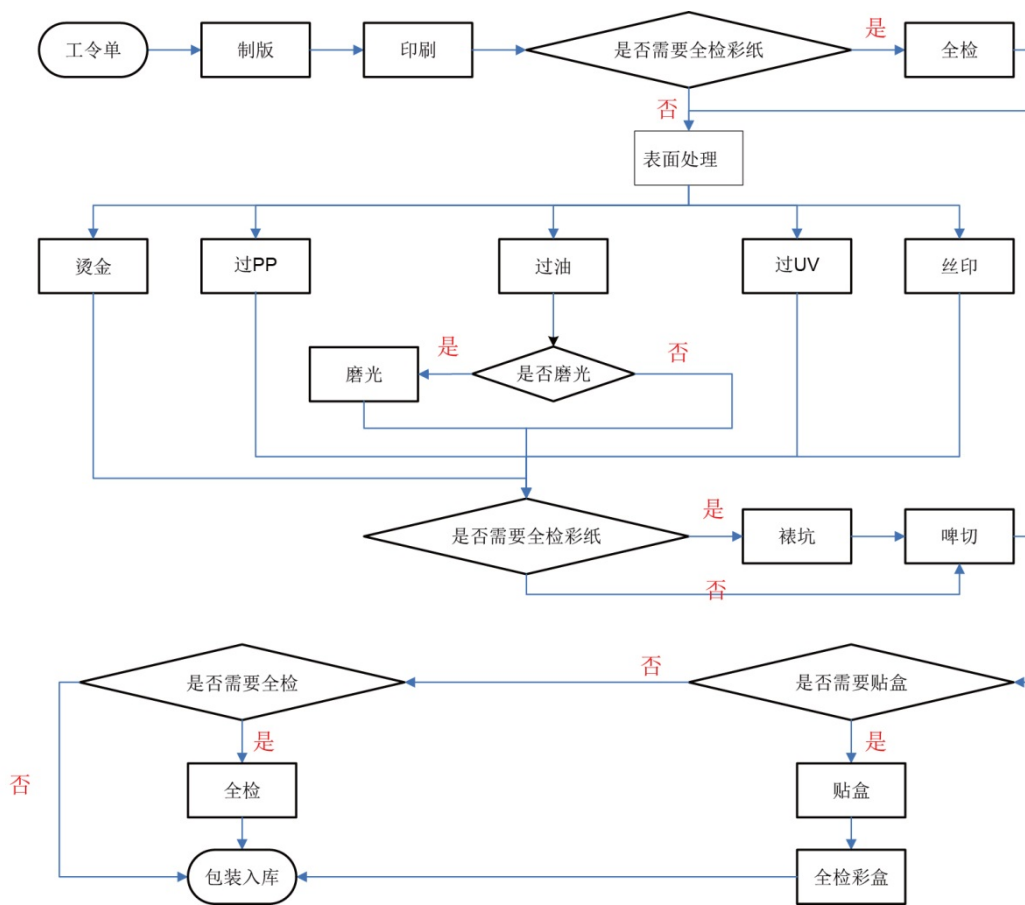 工令单
制版
印刷
是否需要全检彩纸
是
全检
否
表面处理
烫金
过PP
过油
过UV
丝印
是
否
磨光
是否磨光
是否需要全检彩纸
是
裱坑
啤切
否
是否需要全检
否
是否需要贴盒
是
是
否
全检
贴盒
包装入库
全检彩盒